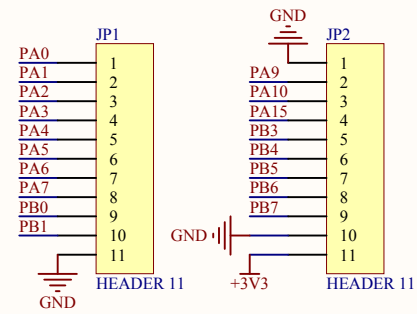 JP1
PA0 1
PA1 2
PA2 3
PA3 4
PA4 5
PA5 6
PA6 7
PA7 8
PB0 9
PB1 10
11
GND
HEADER 11
GND
JP2
1
PA9 2
PA10 3
PA15 4
PB3 5
PB4 6
PB5 7
PB6 8
PB7 9
GND 10
11
+3V3
HEADER 11